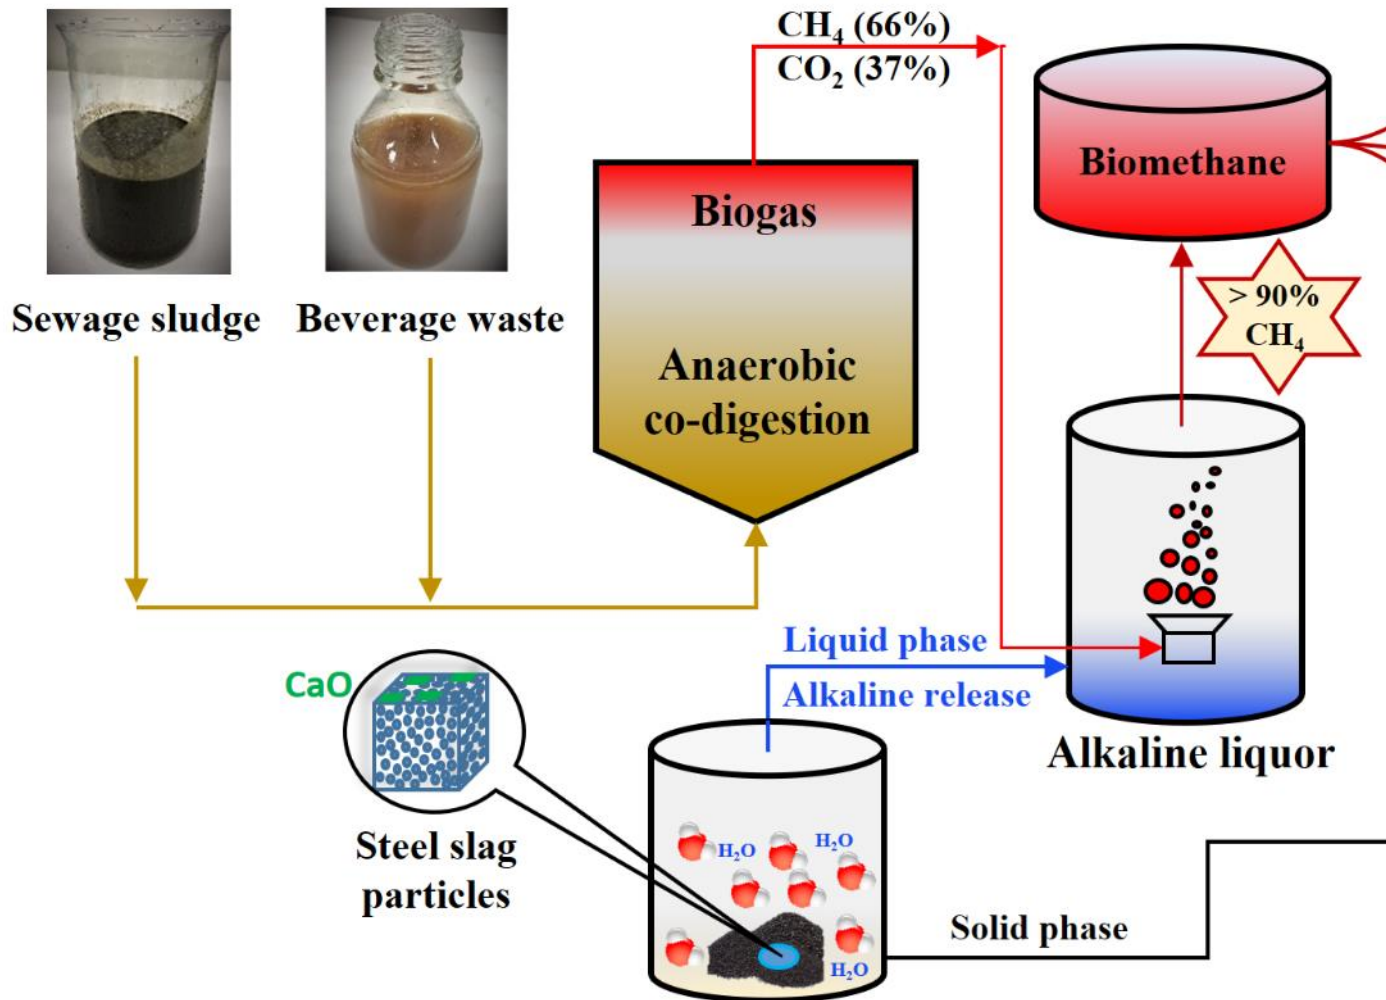 CH₄ (66%)
CO₂ (37%)
Biomethane
Biogas
> 90%
CH₄
Sewage sludge
Beverage waste
Anaerobic
co-digestion
Liquid phase
Alkaline release
CaO
Alkaline liquor
Steel slag
particles
H₂O
H₂O
Solid phase
H₂O